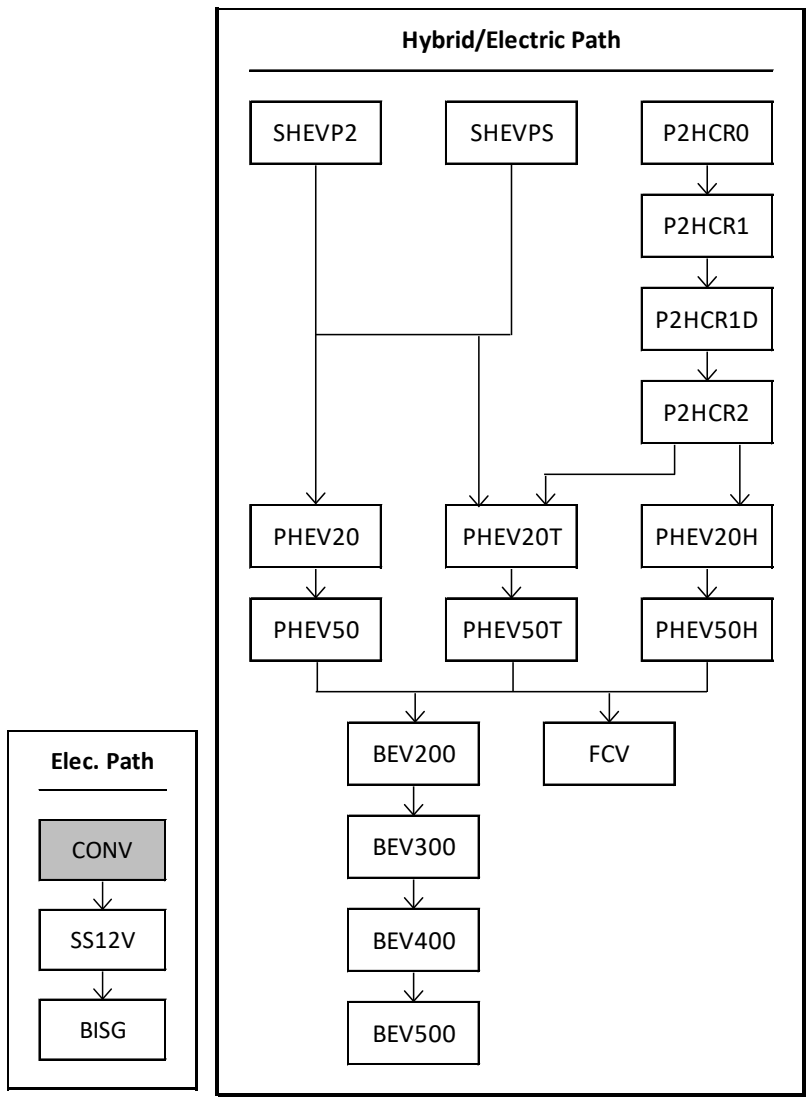 Hybrid/Electric Path
SHEVP2 SHEVPS P2HCR0
P2HCR1
P2HCR1D
P2HCR2
PHEV20 PHEV20T PHEV20H
PHEV50 PHEV50T PHEV50H
BEV200 FCV
BEV300
BEV400
BEV500
Elec. Path
CONV
SS12V
BISG